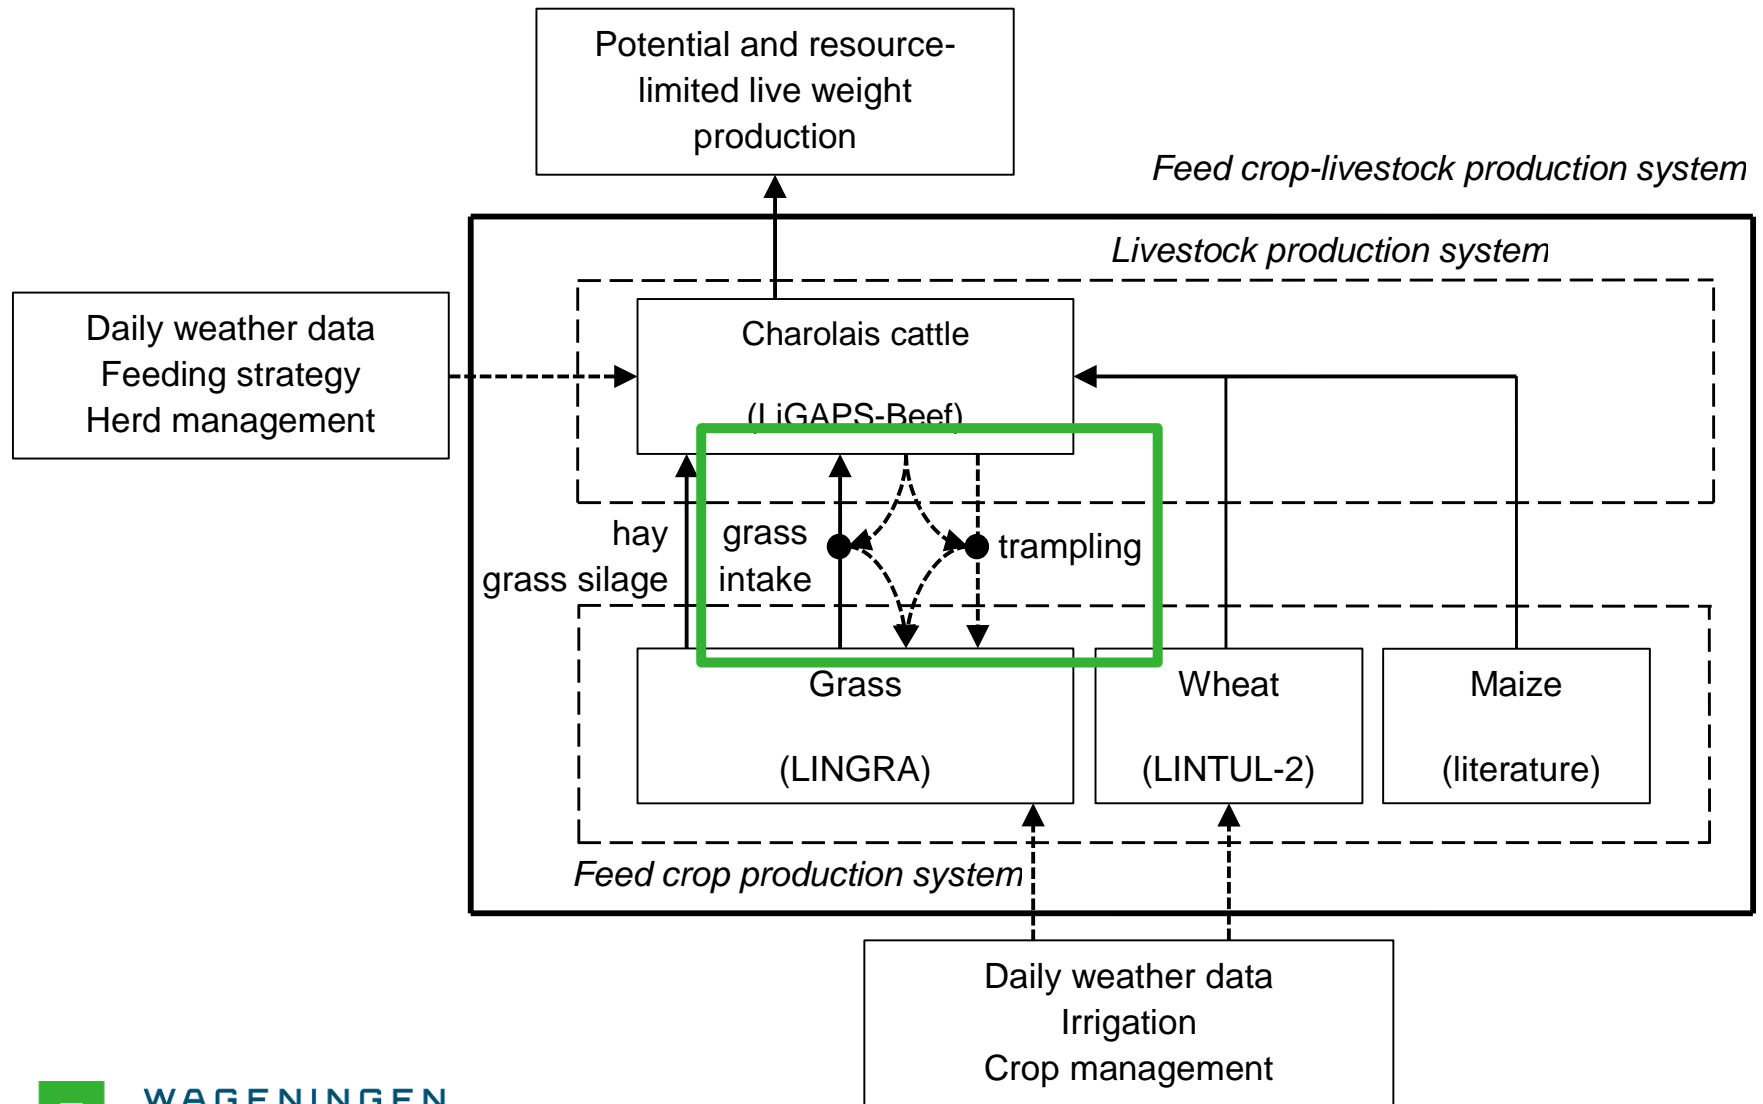 Potential and resource-
limited live weight
production
Feed crop-livestock production system
Livestock production system
Daily weather data
Feeding strategy
Herd management
Charolais cattle
(LiGAPS-Beef)
hay
grass silage
grass
intake
trampling
Grass
(LINGRA)
Wheat
(LINTUL-2)
Maize
(literature)
Feed crop production system
Daily weather data
Irrigation
Crop management
WAGENINGEN